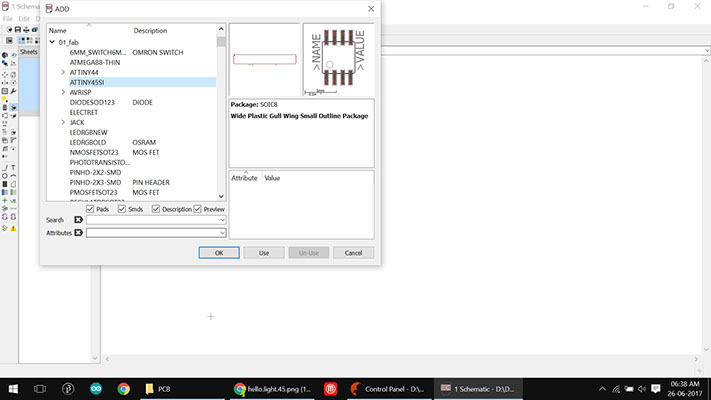 1 Schematic
File Edit
ADD
Sheets
Name Description
01_fab
6MM_SWITCH6M... OMRON SWITCH
ATMEGA88-THIN
ATTINY44
ATTINY45SI
AVRISP
DIODESOD123 DIODE
ELECTRET
JACK
LEDRGBNEW
LEDRGBOLD OSRAM
NMOSFETSOT23 MOS FET
PHOTOTRANSISTO...
PINHD-2X2-SMD
PINHD-2X3-SMD PIN HEADER
PMOSFETSOT23 MOS FET
>NAME
>VALUE
Package: SOIC8
Wide Plastic Gull Wing Small Outline Package
Attribute Value
Pads Smds Description Preview
Search
Attributes
OK Use Un-Use Cancel
PCB
hello.light.45.png (1...
Control Panel - D:\...
1 Schematic - D:\D...
06:38 AM
26-06-2017